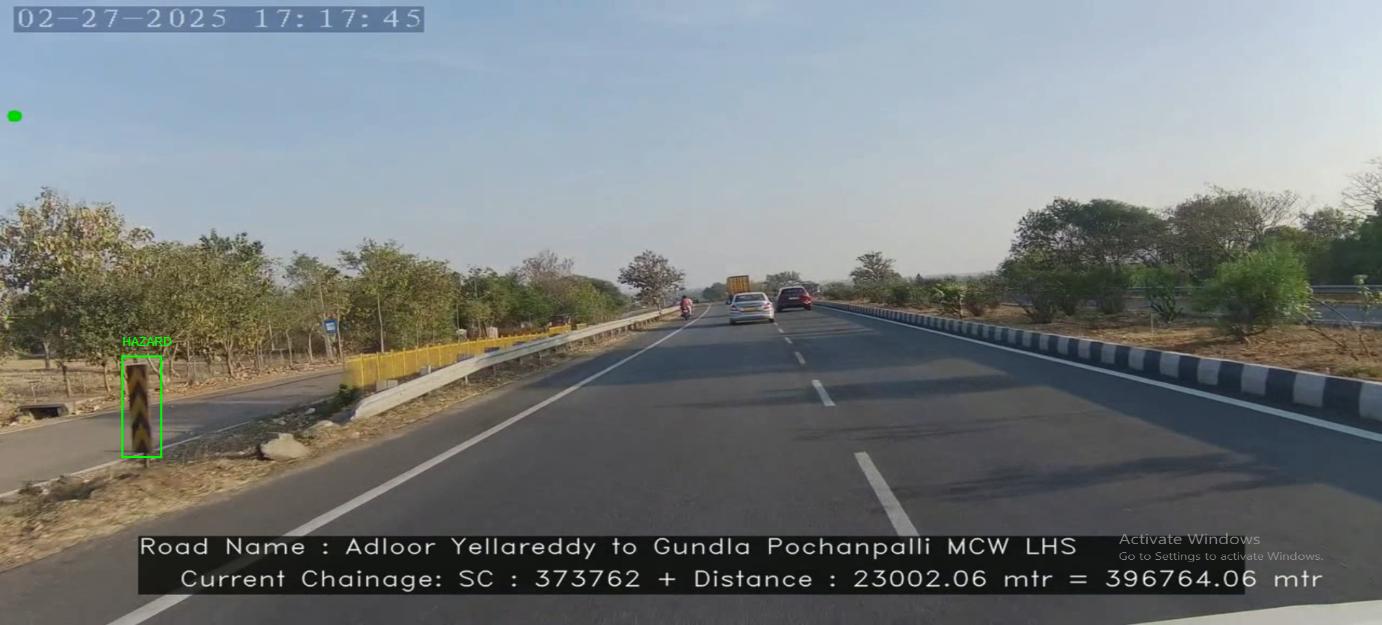 02-27-2025 17:17:45
HAZARD
Road Name : Adloor Yellareddy to Gundla Pochanpalli MCW LHS
Activate Windows
Go to Settings to activate Windows.
Current Chainage: SC : 373762 + Distance : 23002.06 mtr = 396764.06 mtr